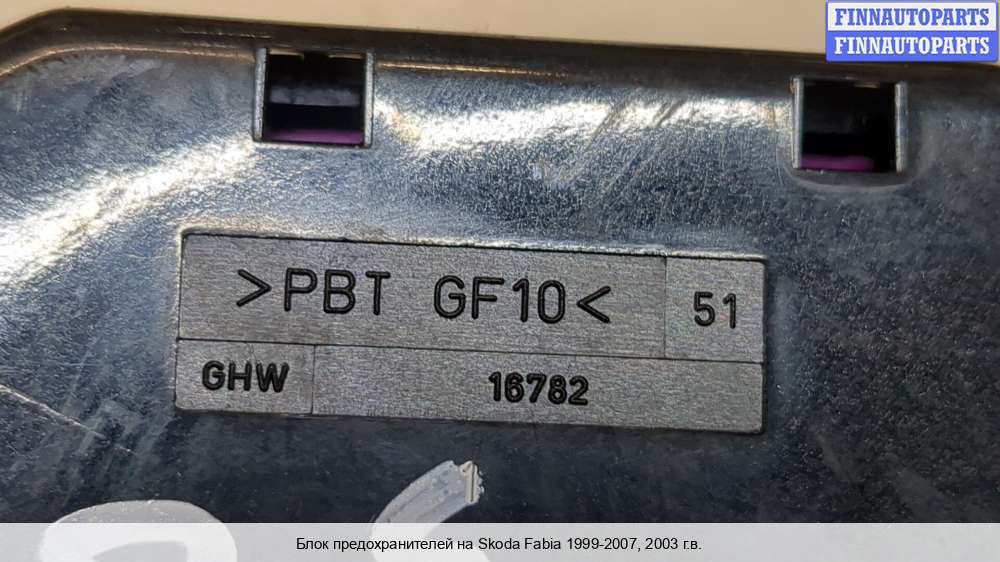 FINNAUTOPARTS
FINNAUTOPARTS
>PBT GF10< 51
GHW 16782
Блок предохранителей на Skoda Fabia 1999-2007, 2003 г.в.